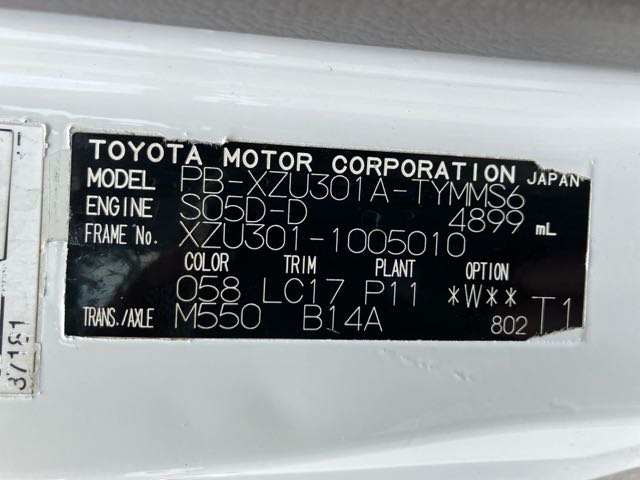 TOYOTA MOTOR CORPORATION JAPAN
MODEL PB-XZU301A-TYMMS6
ENGINE S05D-D 4899 mL
FRAME No. XZU301-1005010
COLOR TRIM PLANT OPTION
058 LC17 P11 *W**
TRANS./AXLE M550 B14A 802 T1